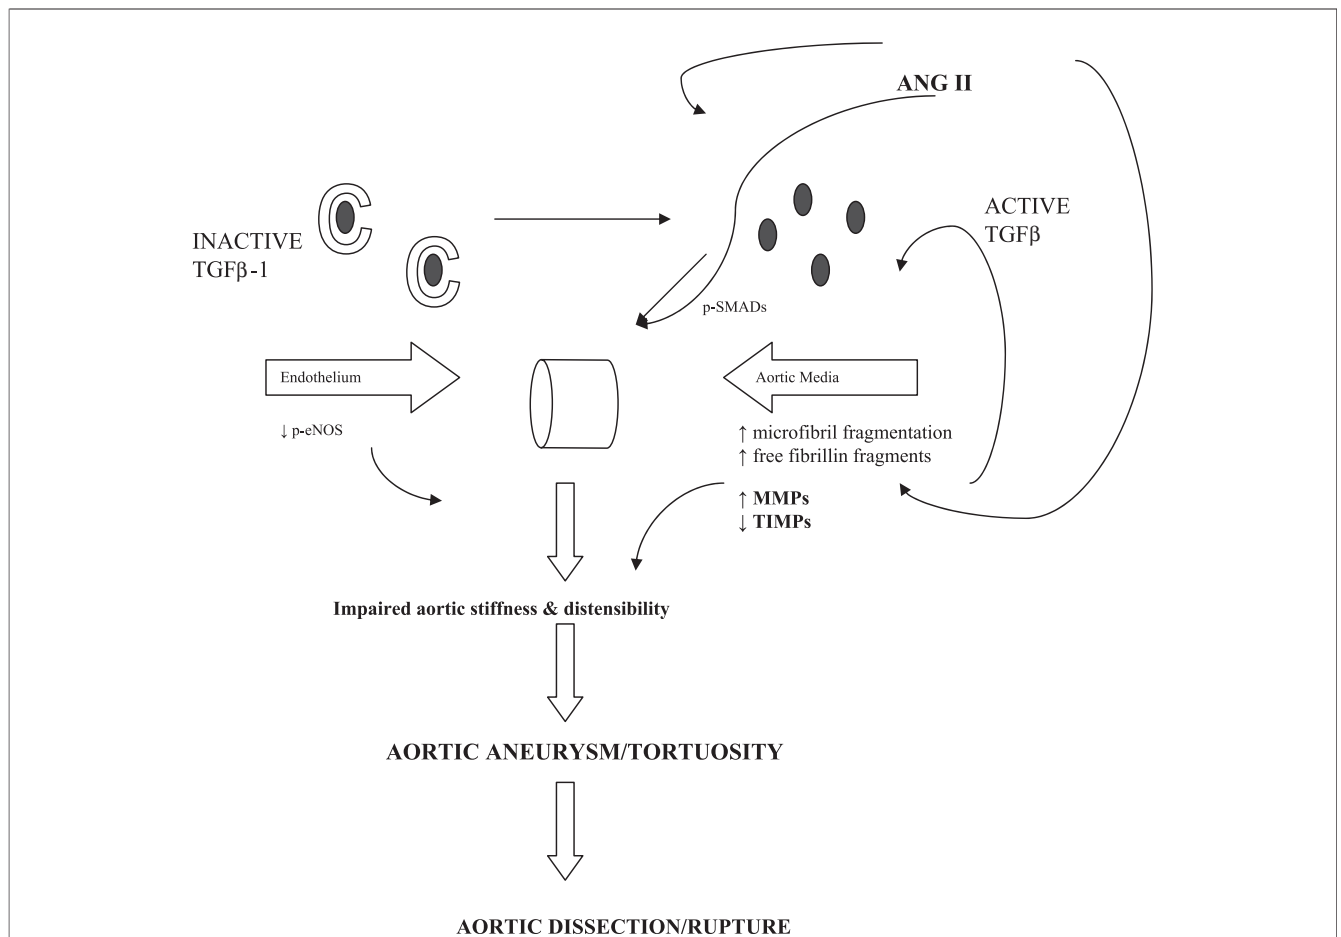 ANG II
INACTIVE
TGFβ-1
ACTIVE
TGFβ
p-SMADs
Endothelium
Aortic Media
↓ p-eNOS
↑ microfibril fragmentation
↑ free fibrillin fragments
↑ MMPs
↓ TIMPs
Impaired aortic stiffness & distensibility
AORTIC ANEURYSM/TORTUOSITY
AORTIC DISSECTION/RUPTURE